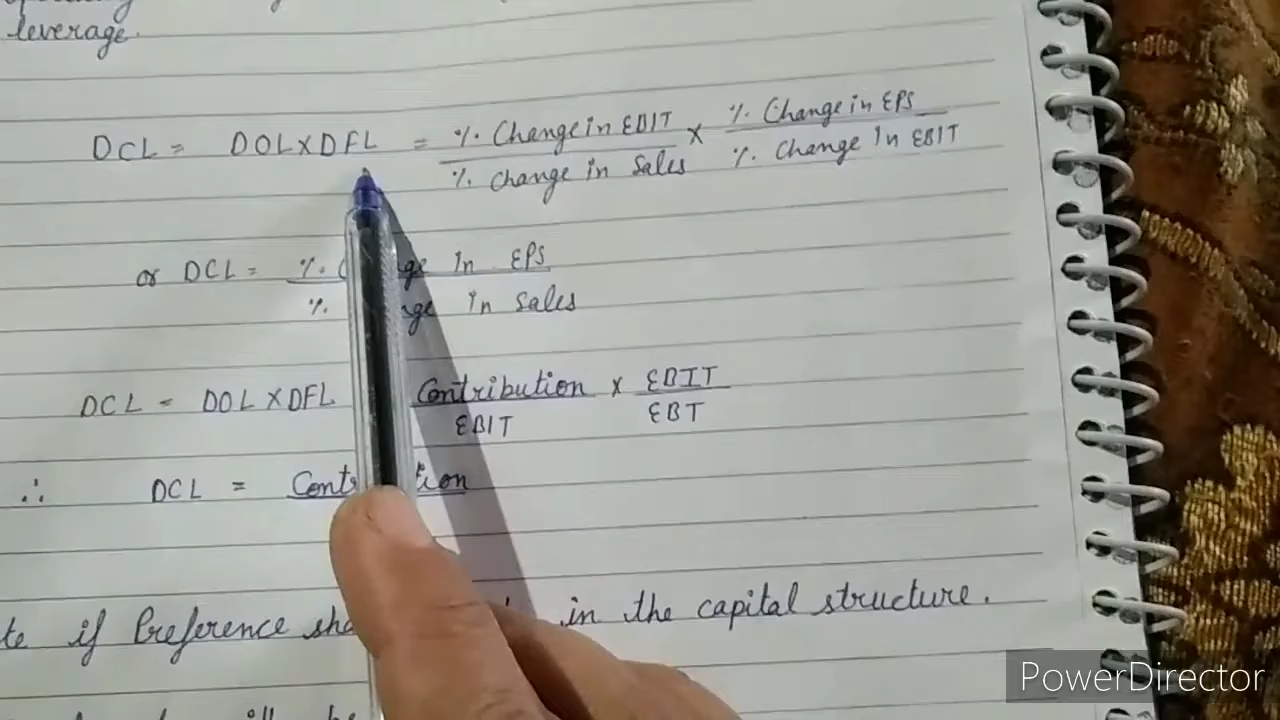 leverage.
DCL = DOL X DFL = % Change in EBIT / % Change in Sales X % Change in EPS / % Change In EBIT
or DCL = % In EPS
% in Sales
DCL = DOL X DFL Contribution / EBIT X EBIT / EBT
∴ DCL = Contribution
if Preference in the capital structure.
PowerDirector